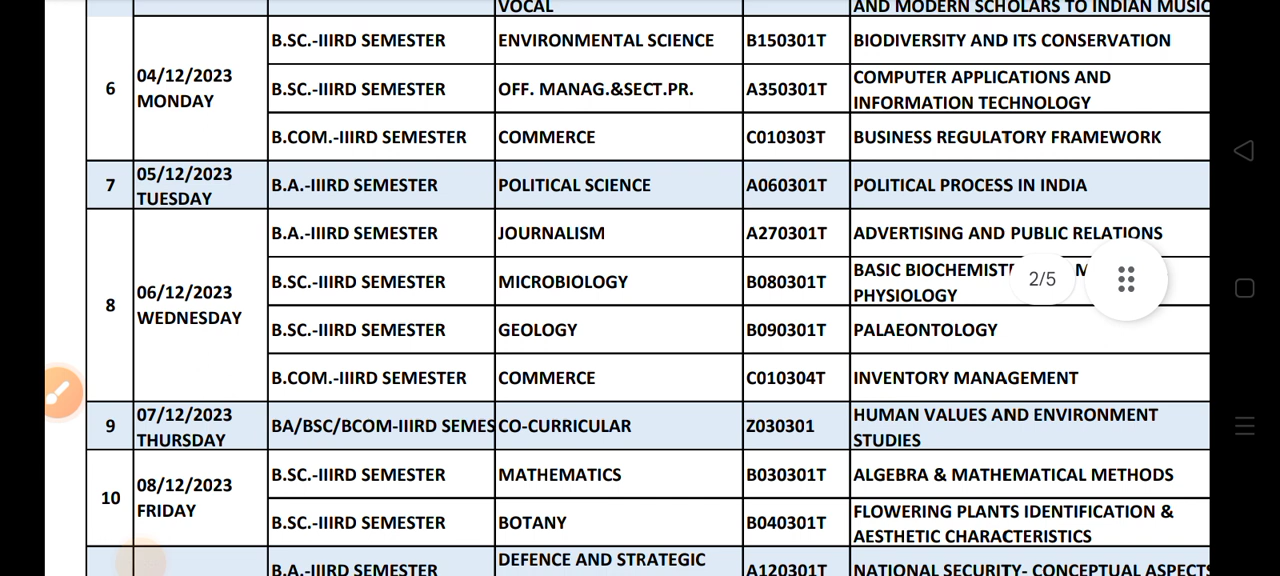 VOCAL AND MODERN SCHOLARS TO INDIAN MUSIC
6 04/12/2023 MONDAY B.SC.-IIIRD SEMESTER ENVIRONMENTAL SCIENCE B150301T BIODIVERSITY AND ITS CONSERVATION
B.SC.-IIIRD SEMESTER OFF. MANAG.&SECT.PR. A350301T COMPUTER APPLICATIONS AND INFORMATION TECHNOLOGY
B.COM.-IIIRD SEMESTER COMMERCE C010303T BUSINESS REGULATORY FRAMEWORK
7 05/12/2023 TUESDAY B.A.-IIIRD SEMESTER POLITICAL SCIENCE A060301T POLITICAL PROCESS IN INDIA
8 06/12/2023 WEDNESDAY B.A.-IIIRD SEMESTER JOURNALISM A270301T ADVERTISING AND PUBLIC RELATIONS
B.SC.-IIIRD SEMESTER MICROBIOLOGY B080301T BASIC PHYSIOLOGY
2/5
B.SC.-IIIRD SEMESTER GEOLOGY B090301T PALAEONTOLOGY
B.COM.-IIIRD SEMESTER COMMERCE C010304T INVENTORY MANAGEMENT
9 07/12/2023 THURSDAY BA/BSC/BCOM-IIIRD SEMES CO-CURRICULAR Z030301 HUMAN VALUES AND ENVIRONMENT STUDIES
10 08/12/2023 FRIDAY B.SC.-IIIRD SEMESTER MATHEMATICS B030301T ALGEBRA & MATHEMATICAL METHODS
B.SC.-IIIRD SEMESTER BOTANY B040301T FLOWERING PLANTS IDENTIFICATION & AESTHETIC CHARACTERISTICS
B.A.-IIIRD SEMESTER DEFENCE AND STRATEGIC A120301T NATIONAL SECURITY- CONCEPTUAL ASPECTS